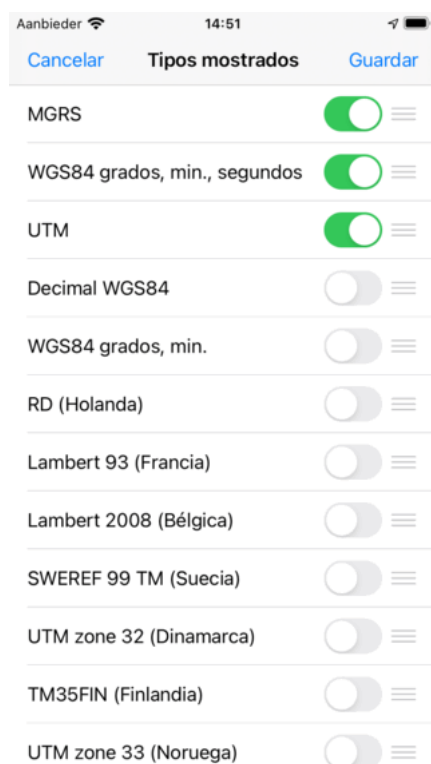 Aanbieder 14:51
Cancelar Tipos mostrados Guardar
MGRS
WGS84 grados, min., segundos
UTM
Decimal WGS84
WGS84 grados, min.
RD (Holanda)
Lambert 93 (Francia)
Lambert 2008 (Bélgica)
SWEREF 99 TM (Suecia)
UTM zone 32 (Dinamarca)
TM35FIN (Finlandia)
UTM zone 33 (Noruega)